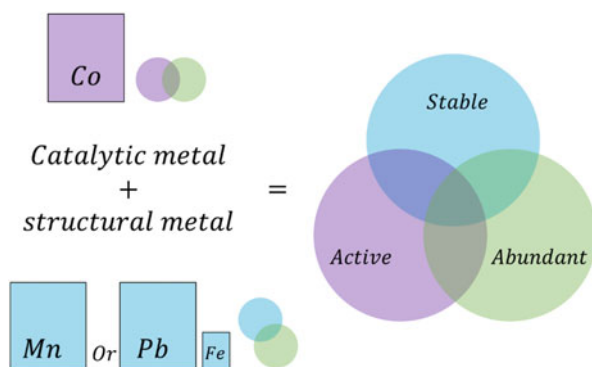 Co
Catalytic metal
+
structural metal
=
Stable
Active
Abundant
Mn Or Pb Fe